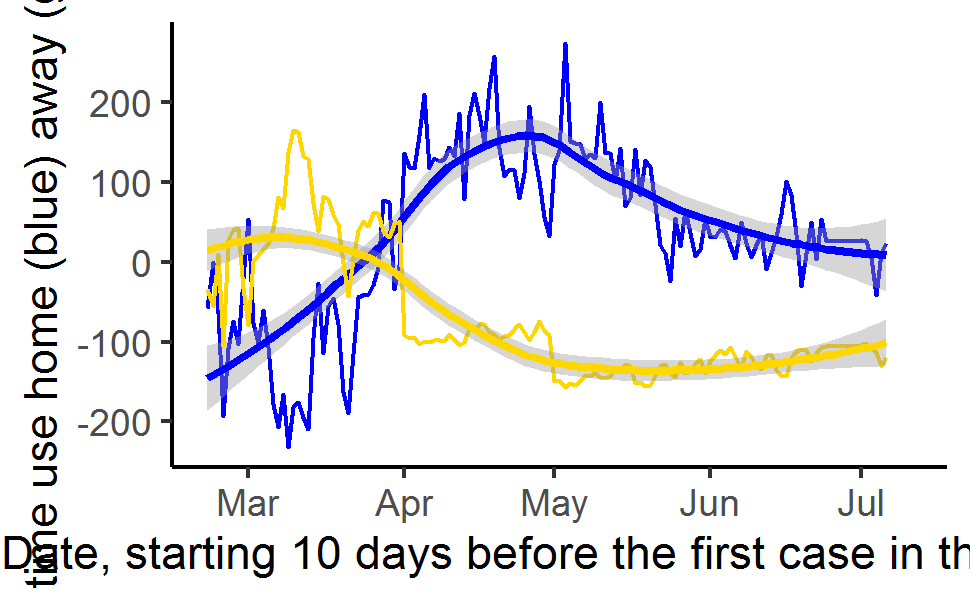 time use home (blue) away (
200
100
0
-100
-200
Mar Apr May Jun Jul
Date, starting 10 days before the first case in th